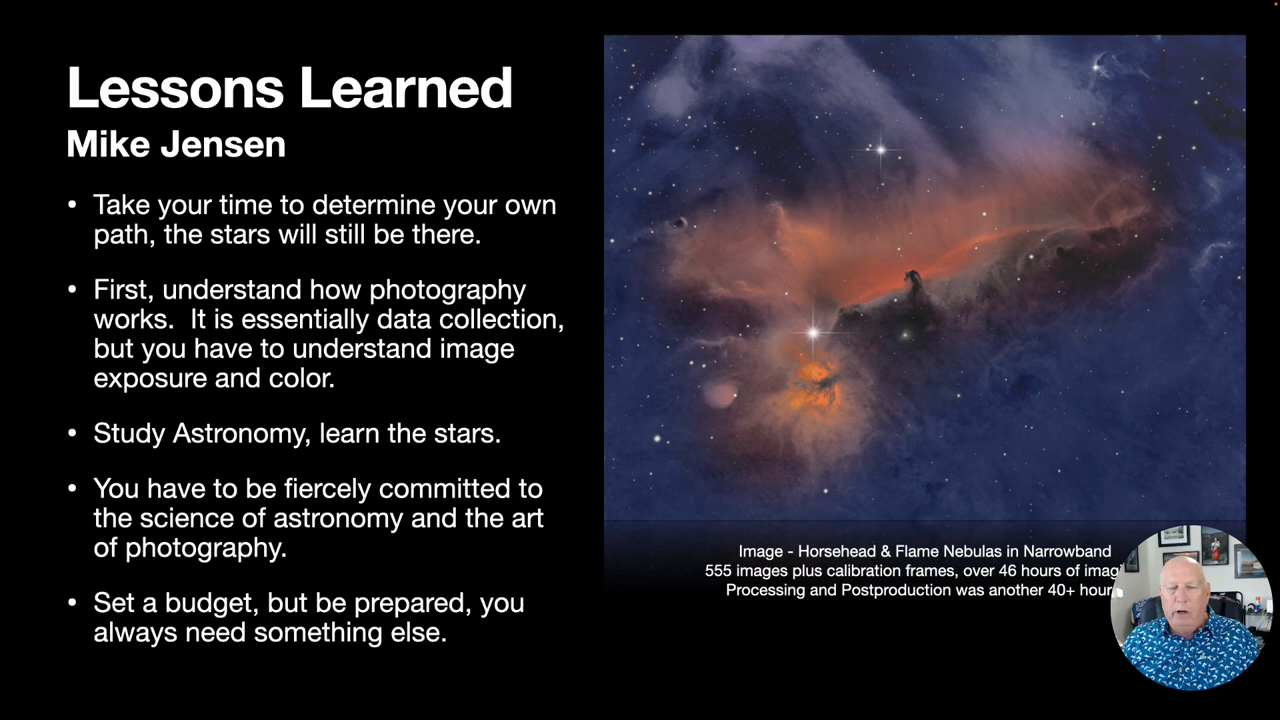 Lessons Learned
Mike Jensen
• Take your time to determine your own
path, the stars will still be there.
• First, understand how photography
works.  It is essentially data collection,
but you have to understand image
exposure and color.
• Study Astronomy, learn the stars.
• You have to be fiercely committed to
the science of astronomy and the art
of photography.
• Set a budget, but be prepared, you
always need something else.
Image - Horsehead & Flame Nebulas in Narrowband
555 images plus calibration frames, over 46 hours of
Processing and Postproduction was another 40+